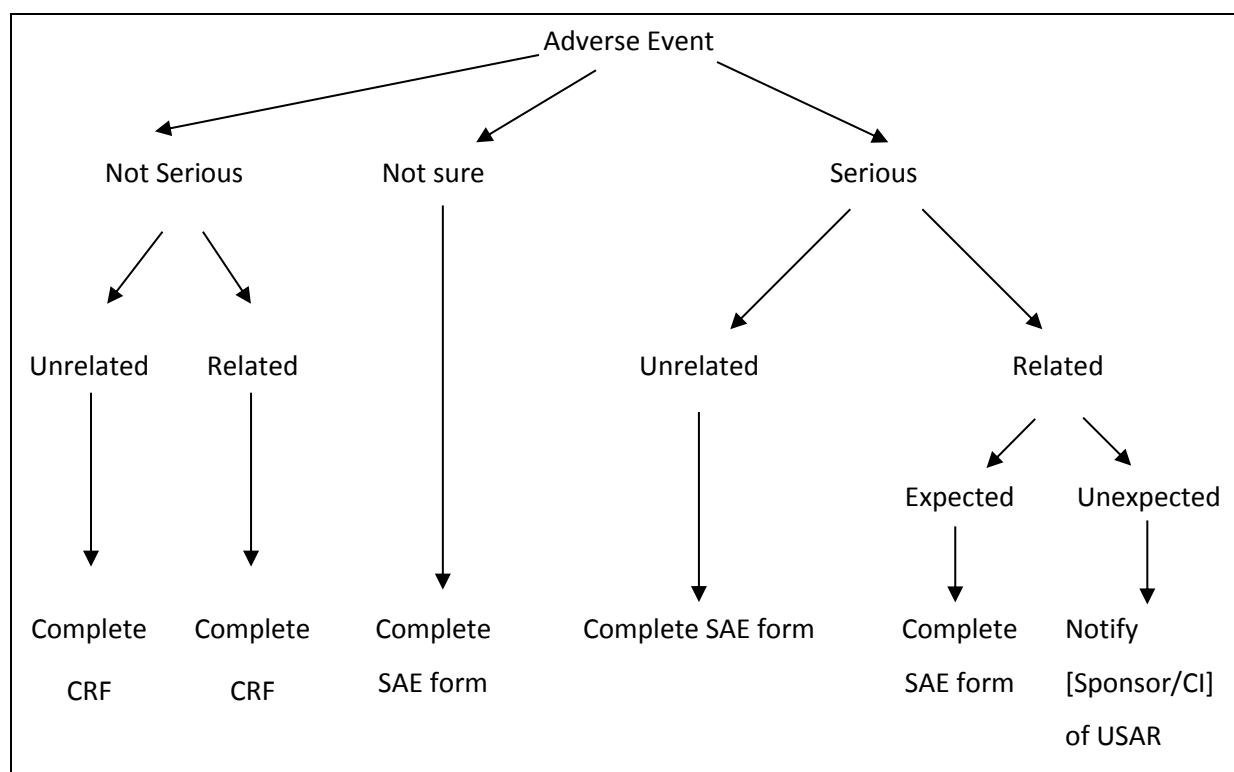 Adverse Event
Not Serious
Not sure
Serious
Unrelated
Related
Unrelated
Related
Expected
Unexpected
Complete
CRF
Complete
CRF
Complete
SAE form
Complete SAE form
Complete
SAE form
Notify
[Sponsor/CI]
of USAR